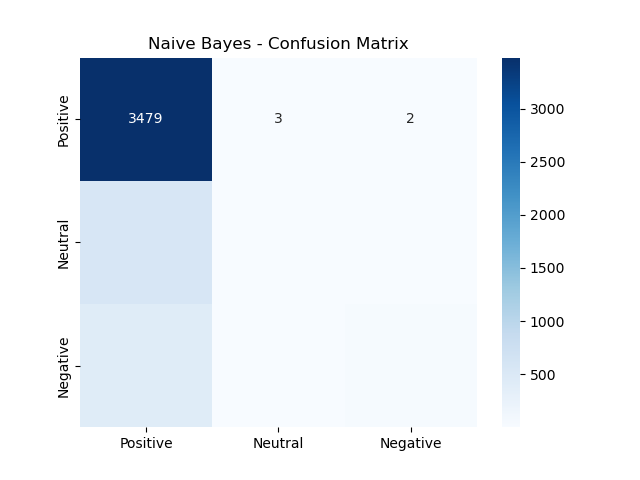 Naive Bayes - Confusion Matrix
Positive
3479
3
2
Neutral
Negative
Positive
Neutral
Negative
3000
2500
2000
1500
1000
500